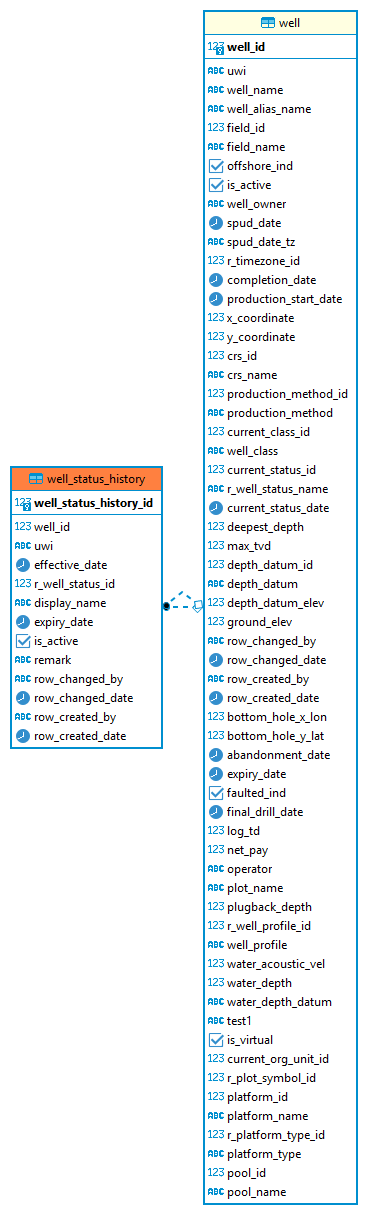 well
123 well_id
ABC uwi
ABC well_name
ABC well_alias_name
123 field_id
ABC field_name
offshore_ind
is_active
ABC well_owner
spud_date
ABC spud_date_tz
123 r_timezone_id
completion_date
production_start_date
123 x_coordinate
123 y_coordinate
123 crs_id
ABC crs_name
123 production_method_id
ABC production_method
123 current_class_id
ABC well_class
123 current_status_id
ABC r_well_status_name
current_status_date
123 deepest_depth
123 max_tvd
123 depth_datum_id
ABC depth_datum
123 depth_datum_elev
123 ground_elev
ABC row_changed_by
row_changed_date
ABC row_created_by
row_created_date
123 bottom_hole_x_lon
123 bottom_hole_y_lat
abandonment_date
expiry_date
faulted_ind
final_drill_date
123 log_td
123 net_pay
ABC operator
ABC plot_name
123 plugback_depth
123 r_well_profile_id
ABC well_profile
123 water_acoustic_vel
123 water_depth
ABC water_depth_datum
ABC test1
is_virtual
123 current_org_unit_id
123 r_plot_symbol_id
123 platform_id
ABC platform_name
123 r_platform_type_id
ABC platform_type
123 pool_id
ABC pool_name
well_status_history
123 well_status_history_id
123 well_id
ABC uwi
effective_date
123 r_well_status_id
ABC display_name
expiry_date
is_active
ABC remark
ABC row_changed_by
row_changed_date
ABC row_created_by
row_created_date